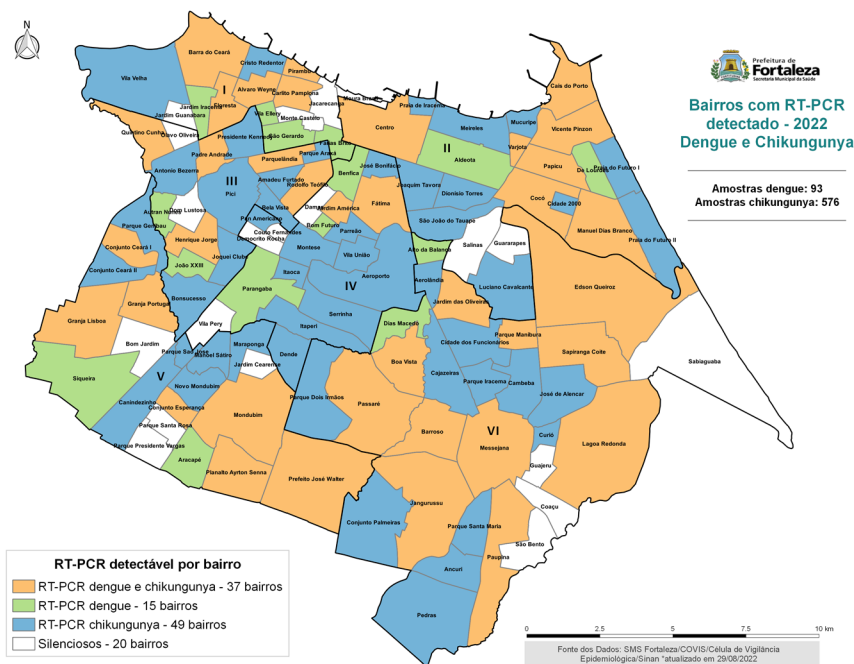 N
Prefeitura de
Fortaleza
Secretaria Municipal da Saúde
Bairros com RT-PCR
detectado - 2022
Dengue e Chikungunya
Amostras dengue: 93
Amostras chikungunya: 576
Barra do Ceará
Vila Velha
Cristo Redentor
Pirambu
I
Alvaro Weyne
Carlito Pamplona
Jardim Iracema
Floresta
Jardim Guanabara
Jacarecanga
Moura Brasil
Vila Ellery
Monte Castelo
Quintino Cunha
Olavo Oliveira
Presidente Kennedy
São Gerardo
Farias Brito
Centro
Praia de Iracema
Meireles
Mucuripe
Cais do Porto
Vicente Pinzon
Varjota
II
Aldeota
Papicu
De Lourdes
Praia do Futuro I
Padre Andrade
Parque Araxá
Parquelândia
José Bonifácio
Benfica
Antonio Bezerra
III
Pici
Amadeu Furtado
Rodolfo Teófilo
Joaquim Tavora
Dionisio Torres
Cocó
Cidade 2000
Autran Nunes
Dom Lustosa
Bela Vista
Damas
Jardim América
Fátima
São João do Tauape
Manuel Dias Branco
Praia do Futuro II
Parque Genibau
Pan Americano
Bom Futuro
Parreão
Couto Fernandes
Democrito Rocha
Henrique Jorge
Conjunto Ceará I
Montese
Vila União
Alto da Balança
Salinas
Guararapes
João XXIII
Joquei Clube
Conjunto Ceará II
Itaoca
Aeroporto
Aerolândia
Luciano Cavalcante
Edson Queiroz
Parangaba
IV
Bonsucesso
Granja Portugal
Jardim das Oliveiras
Granja Lisboa
Vila Pery
Serrinha
Dias Macedo
Itaperi
Parque Manibura
Cidade dos Funcionários
Bom Jardim
Maraponga
Parque São José
Manoel Sátiro
Dende
Sapiranga Coite
Sabiaguaba
Boa Vista
Jardim Cearense
Siqueira
V
Cajazeiras
Parque Iracema
Cambeba
Novo Mondubim
Parque Dois Irmãos
José de Alencar
Canindezinho
Conjunto Esperança
Passaré
Mondubim
Parque Santa Rosa
Barroso
VI
Curió
Lagoa Redonda
Parque Presidente Vargas
Messejana
Aracapé
Guajeru
Planalto Ayrton Senna
Prefeito José Walter
Jangurussu
Coaçu
Conjunto Palmeiras
Parque Santa Maria
São Bento
Paupina
Ancuri
Pedras
RT-PCR detectável por bairro
RT-PCR dengue e chikungunya - 37 bairros
RT-PCR dengue - 15 bairros
RT-PCR chikungunya - 49 bairros
Silenciosos - 20 bairros
0 2.5 5 7.5 10 km
Fonte dos Dados: SMS Fortaleza/COVIS/Célula de Vigilância
Epidemiológica/Sinan *atualizado em 29/08/2022